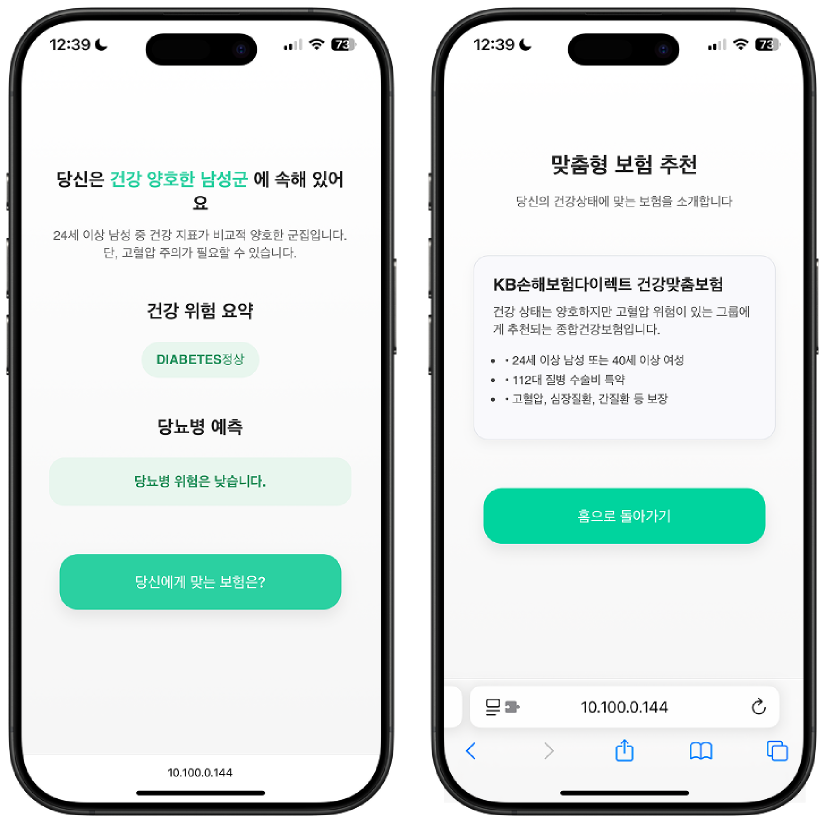 12:39
73
당신은 건강 양호한 남성군 에 속해 있어
요
24세 이상 남성 중 건강 지표가 비교적 양호한 군집입니다.
단, 고혈압 주의가 필요할 수 있습니다.
건강 위험 요약
DIABETES정상
당뇨병 예측
당뇨병 위험은 낮습니다.
당신에게 맞는 보험은?
10.100.0.144
12:39
73
맞춤형 보험 추천
당신의 건강상태에 맞는 보험을 소개합니다
KB손해보험다이렉트 건강맞춤보험
건강 상태는 양호하지만 고혈압 위험이 있는 그룹에
게 추천되는 종합건강보험입니다.
• • 24세 이상 남성 또는 40세 이상 여성
• • 112대 질병 수술비 특약
• • 고혈압, 심장질환, 간질환 등 보장
홈으로 돌아가기
10.100.0.144